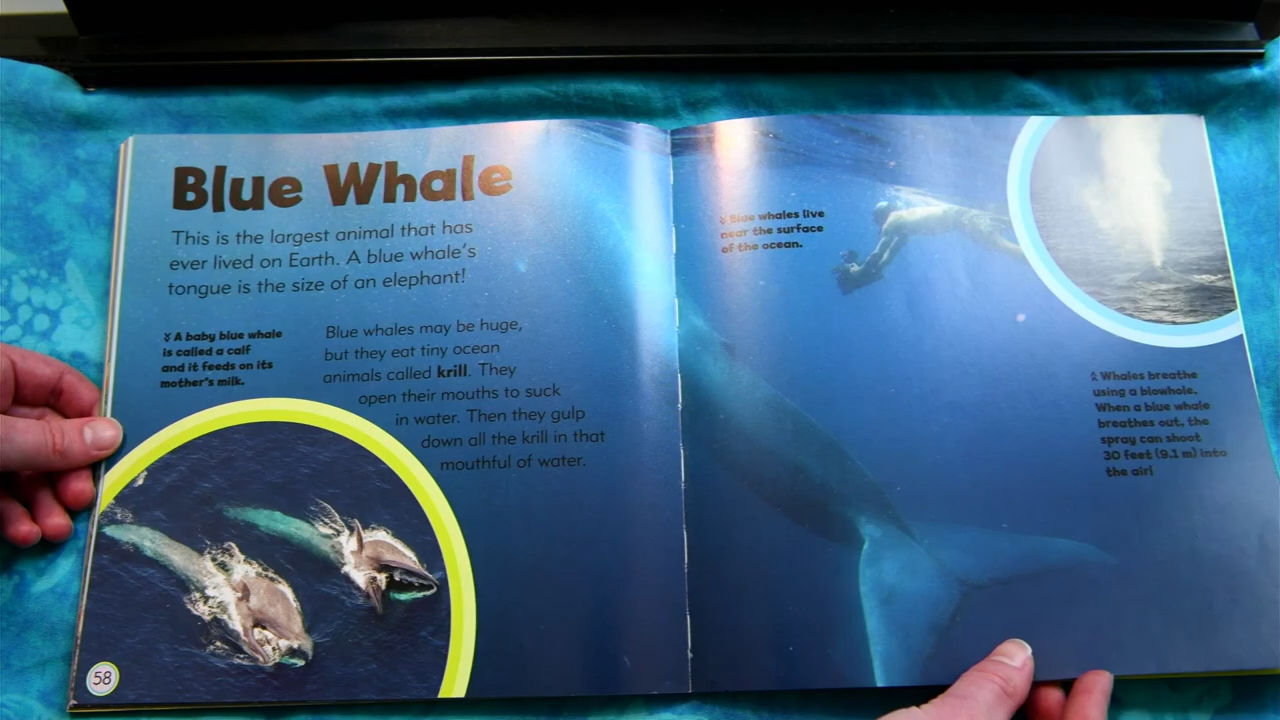 Blue Whale
This is the largest animal that has
ever lived on Earth. A blue whale's
tongue is the size of an elephant!
A baby blue whale
is called a calf
and it feeds on its
mother's milk.
Blue whales may be huge,
but they eat tiny ocean
animals called krill. They
open their mouths to suck
in water. Then they gulp
down all the krill in that
mouthful of water.
58
Blue whales live
near the surface
of the ocean.
Whales breathe
using a blowhole.
When a blue whale
breathes out, the
spray can shoot
30 feet (9.1 m) into
the air!